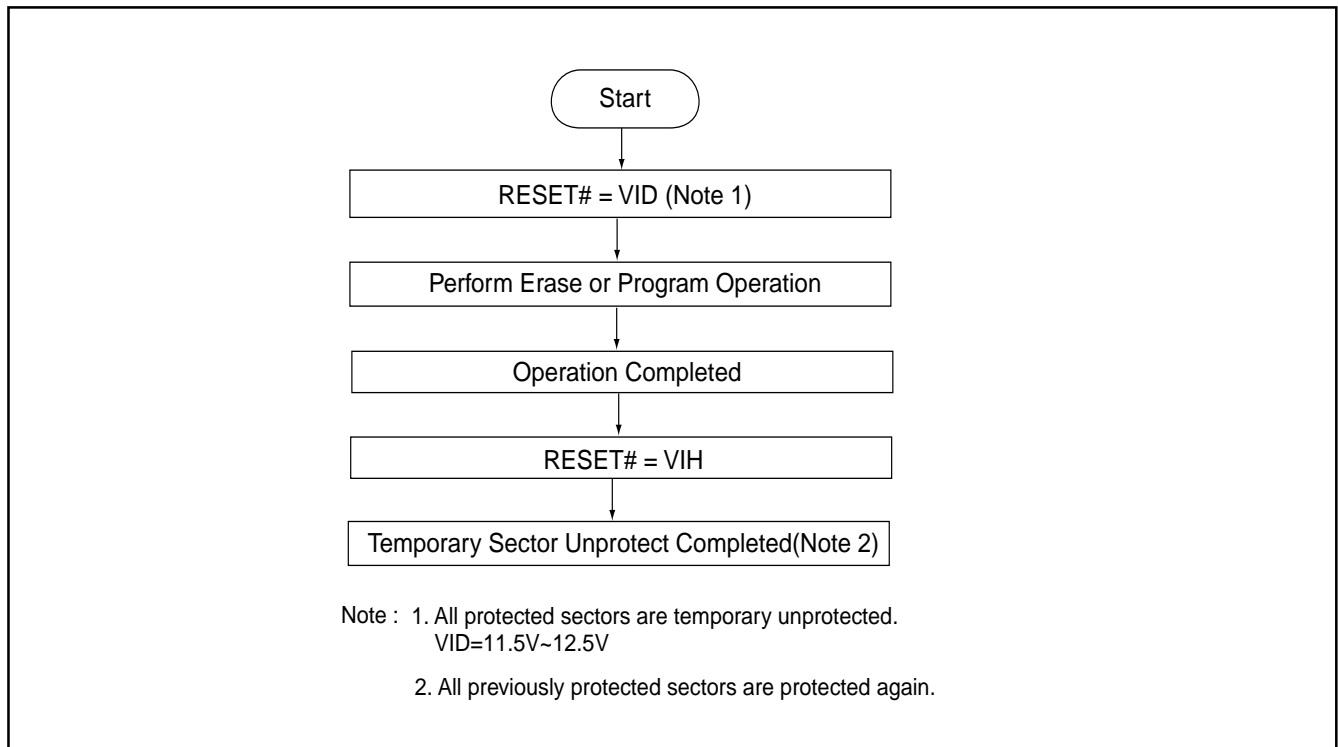 Start
RESET# = VID (Note 1)
Perform Erase or Program Operation
Operation Completed
RESET# = VIH
Temporary Sector Unprotect Completed(Note 2)
Note : 1. All protected sectors are temporary unprotected.
VID=11.5V~12.5V
2. All previously protected sectors are protected again.